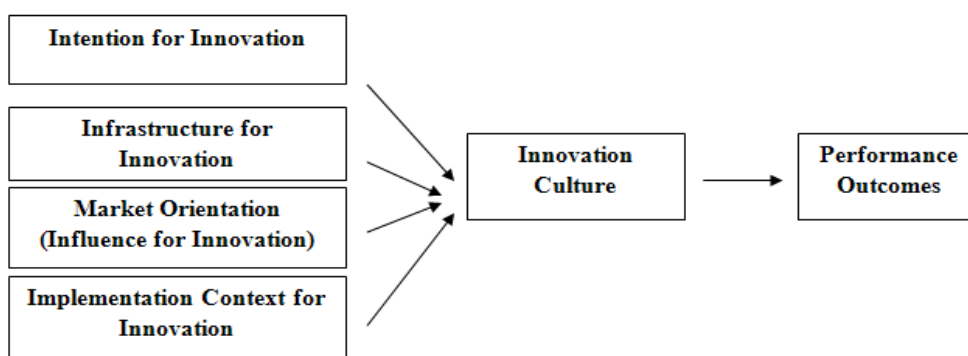 Intention for Innovation
Infrastructure for
Innovation
Market Orientation
(Influence for Innovation)
Implementation Context for
Innovation
Innovation
Culture
Performance
Outcomes